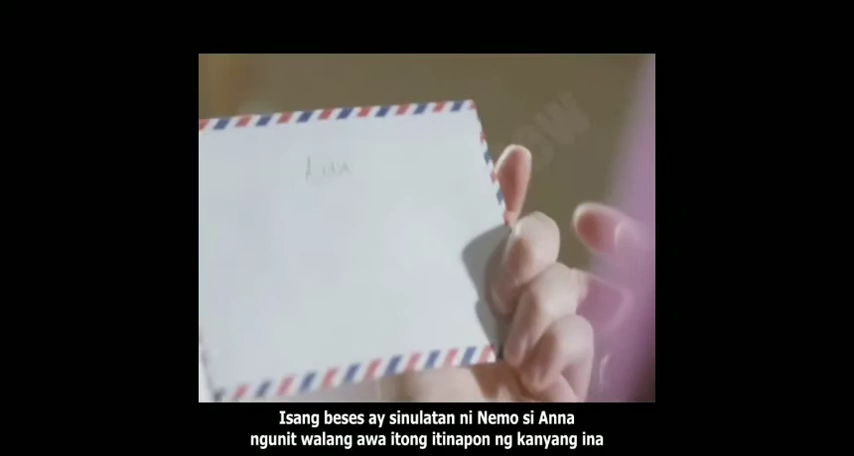 Isang beses ay sinulatan ni Nemo si Anna
ngunit walang awa itong itinapon ng kanyang ina